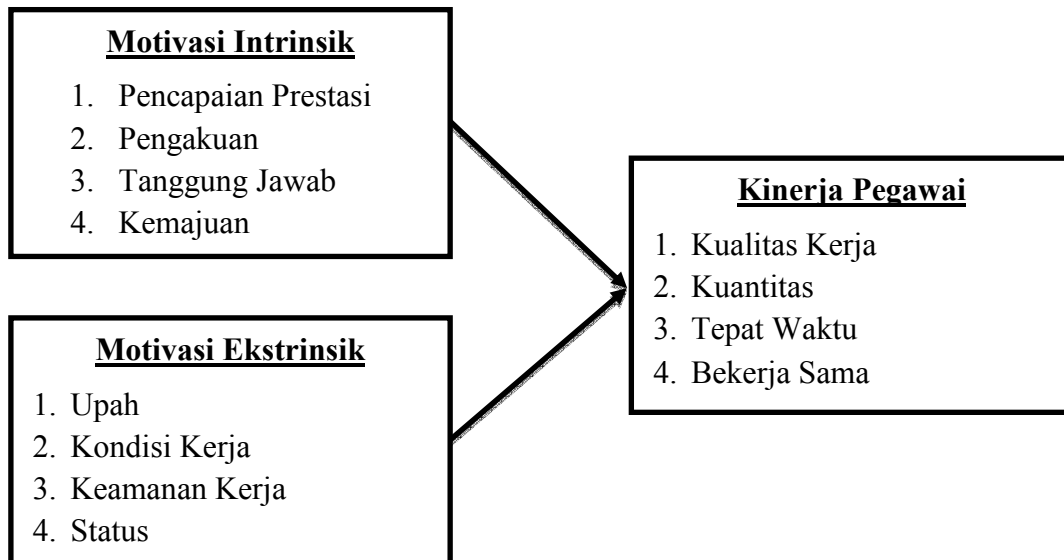 Motivasi Intrinsik
1. Pencapaian Prestasi
2. Pengakuan
3. Tanggung Jawab
4. Kemajuan
Kinerja Pegawai
1. Kualitas Kerja
2. Kuantitas
3. Tepat Waktu
4. Bekerja Sama
Motivasi Ekstrinsik
1. Upah
2. Kondisi Kerja
3. Keamanan Kerja
4. Status